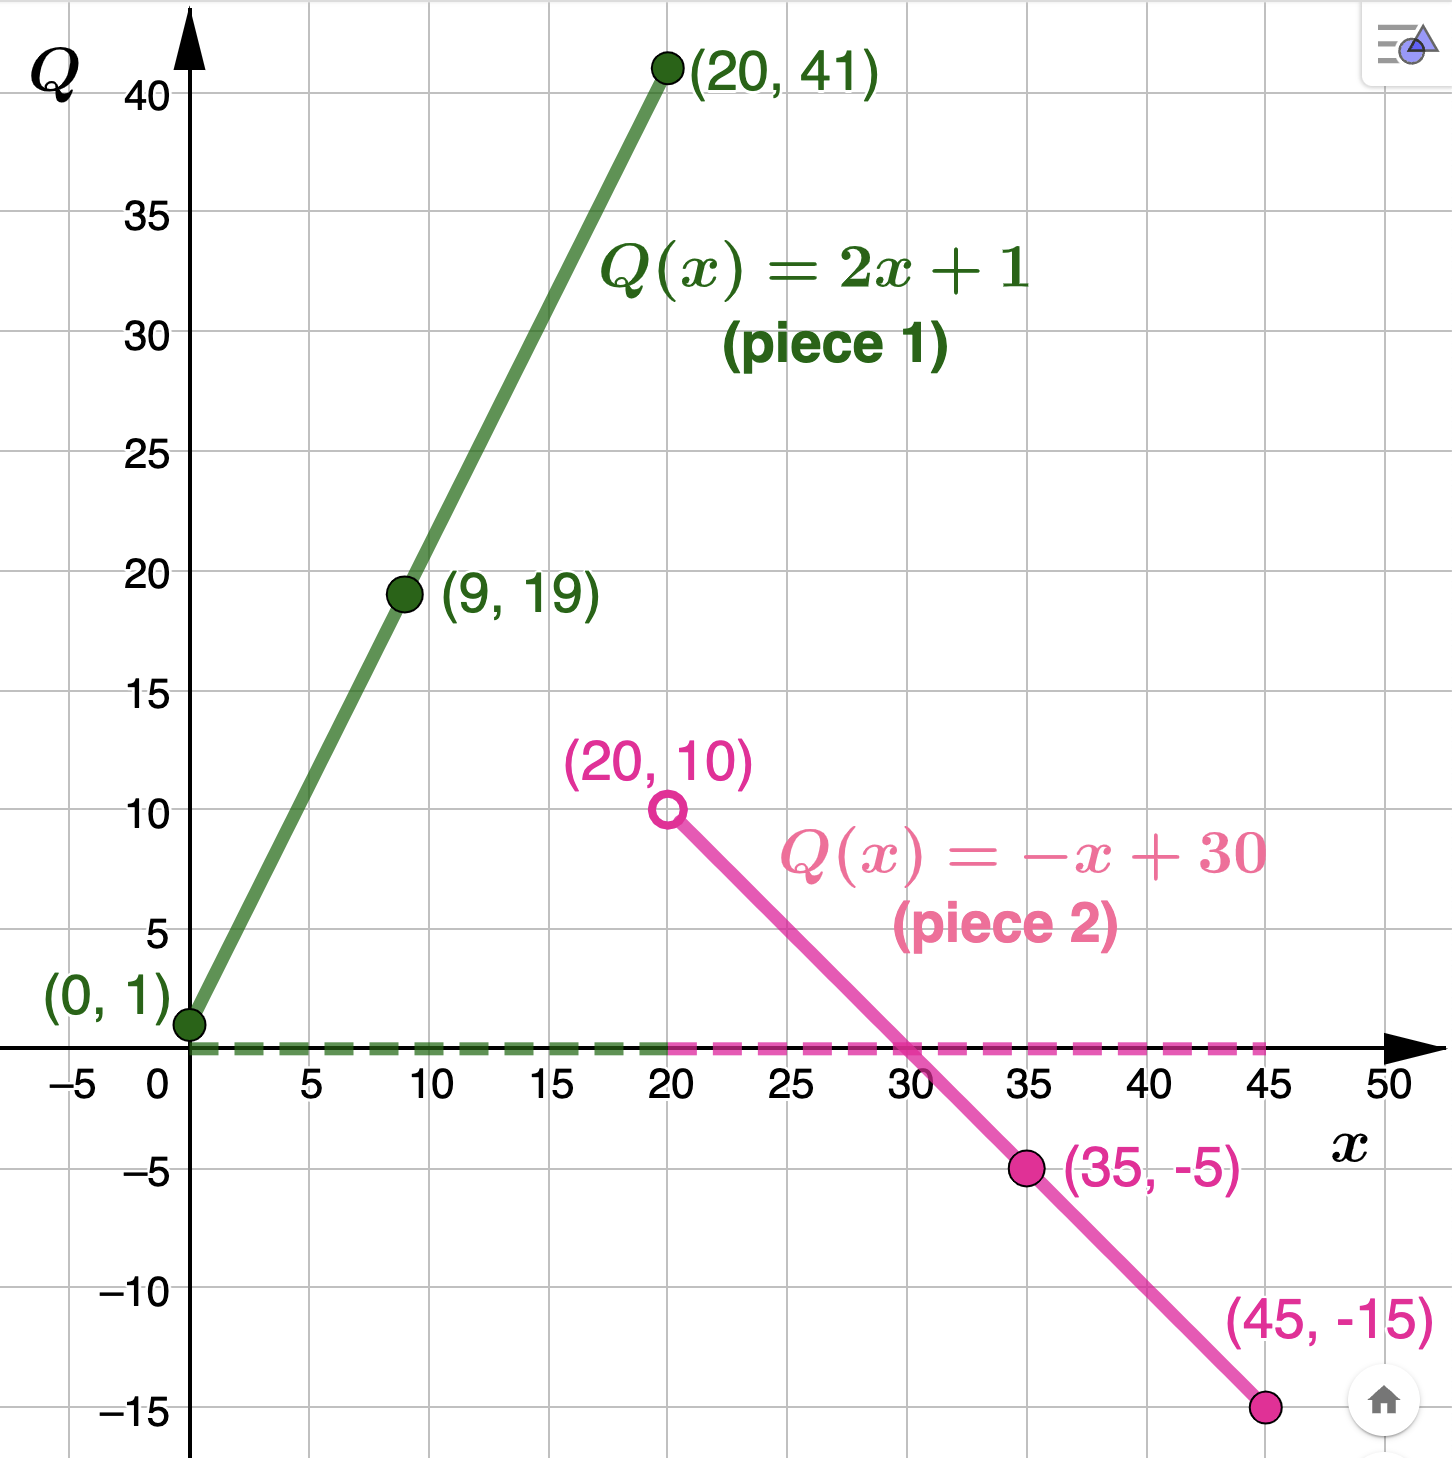 Q
(20, 41)
40
35
Q(x) = 2x + 1
(piece 1)
30
25
20
(9, 19)
15
(20, 10)
10
Q(x) = −x + 30
(piece 2)
5
(0, 1)
−5 0 5 10 15 20 25 30 35 40 45 50
x
−5
(35, -5)
−10
(45, -15)
−15